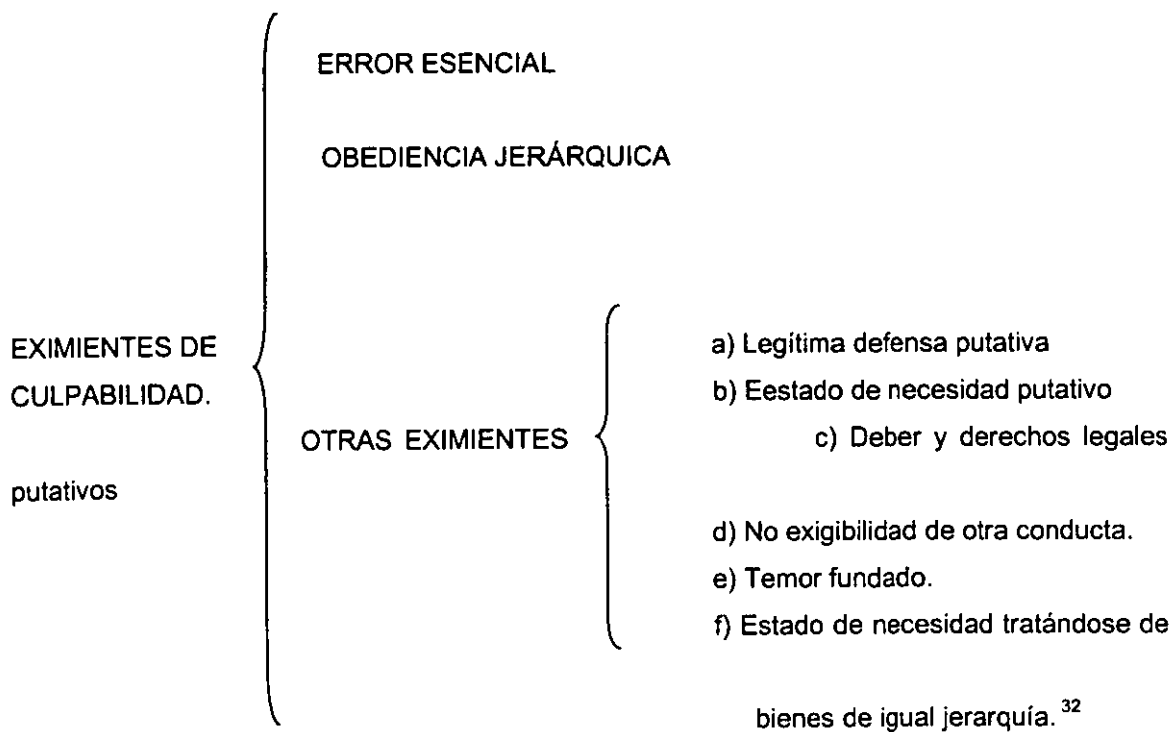 ERROR ESENCIAL
OBEDIENCIA JERÁRQUICA
EXIMIENTES DE
CULPABILIDAD.
OTRAS EXIMIENTES
a) Legítima defensa putativa
b) Eestado de necesidad putativo
c) Deber y derechos legales
putativos
d) No exigibilidad de otra conducta.
e) Temor fundado.
f) Estado de necesidad tratándose de
bienes de igual jerarquía. 32